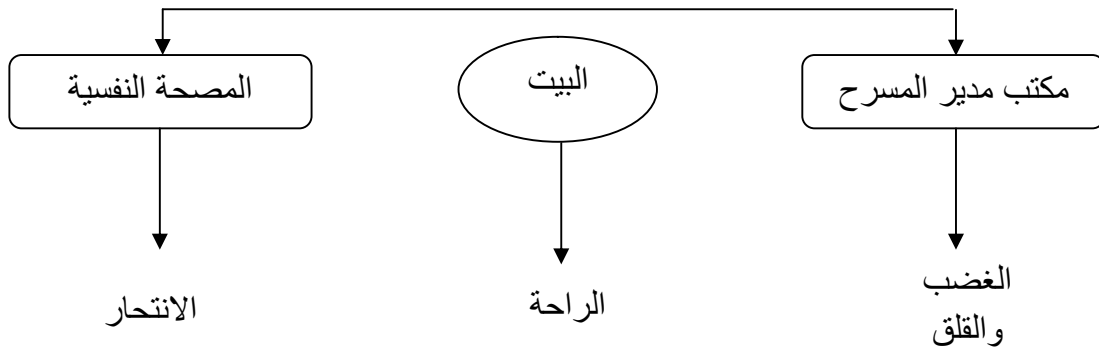 مكتب مدير المسرح
البيت
المصحة النفسية
الغضب
والقلق
الراحة
الانتحار